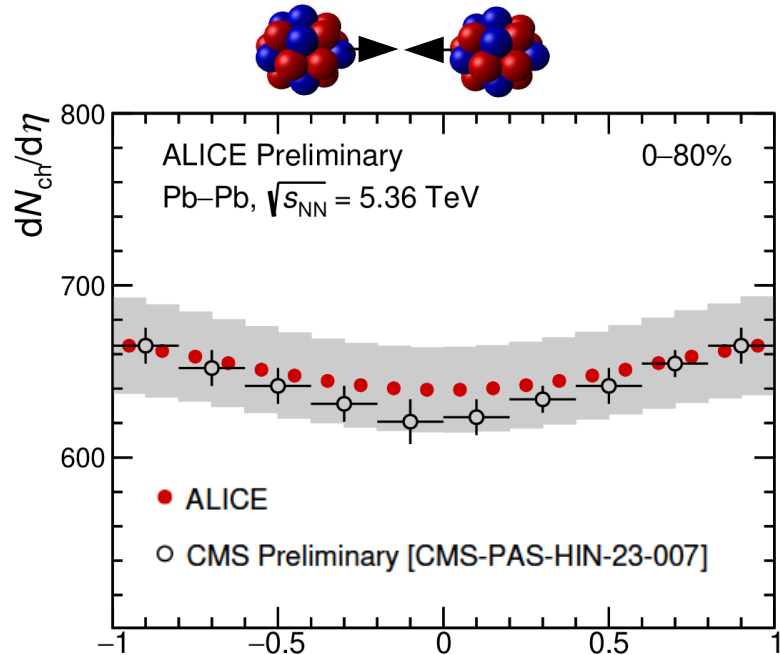 800
dN_ch/dη
ALICE Preliminary
0–80%
Pb–Pb, √s_NN = 5.36 TeV
700
600
ALICE
CMS Preliminary [CMS-PAS-HIN-23-007]
−1
−0.5
0
0.5
1